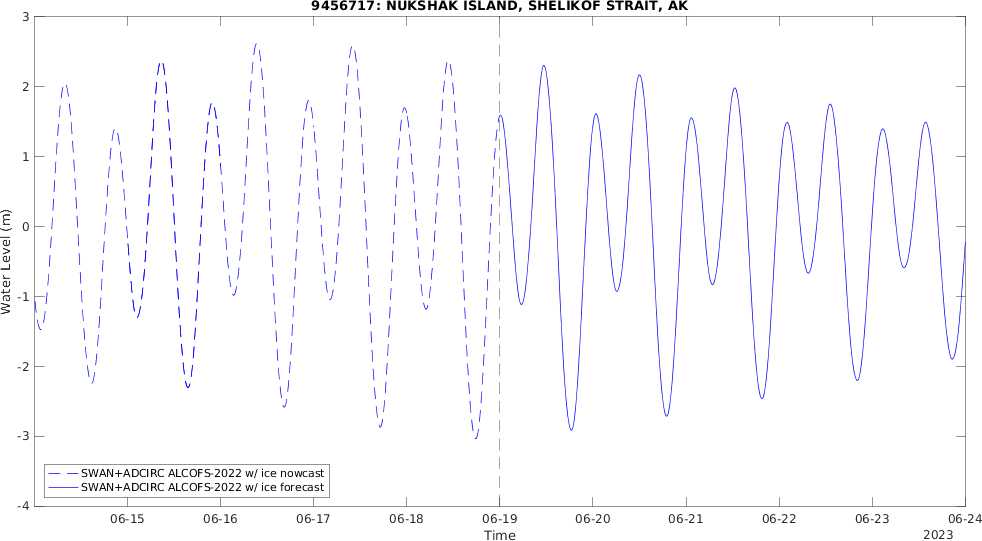 9456717: NUKSHAK ISLAND, SHELIKOF STRAIT, AK
3
2
1
0
-1
-2
-3
-4
Water Level (m)
SWAN+ADCIRC ALCOFS-2022 w/ ice nowcast
SWAN+ADCIRC ALCOFS-2022 w/ ice forecast
06-15 06-16 06-17 06-18 06-19 06-20 06-21 06-22 06-23 06-24
Time
2023